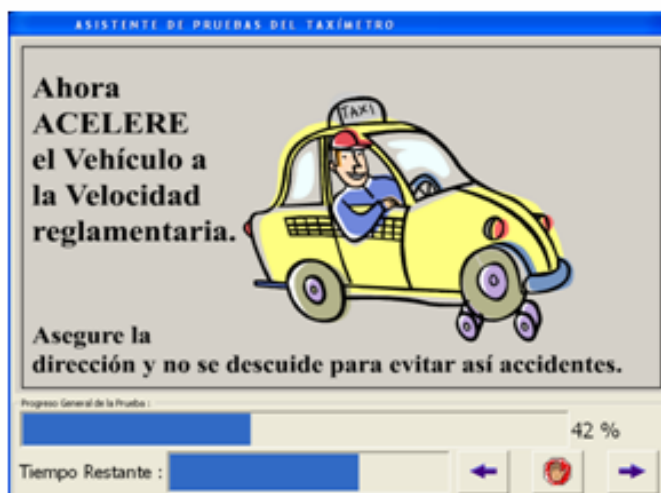 ASISTENTE DE PRUEBAS DEL TAXÍMETRO
Ahora
ACELERE
el Vehículo a
la Velocidad
reglamentaria.
TAXI
Asegure la
dirección y no se descuide para evitar así accidentes.
Progreso General de la Prueba :
42 %
Tiempo Restante :